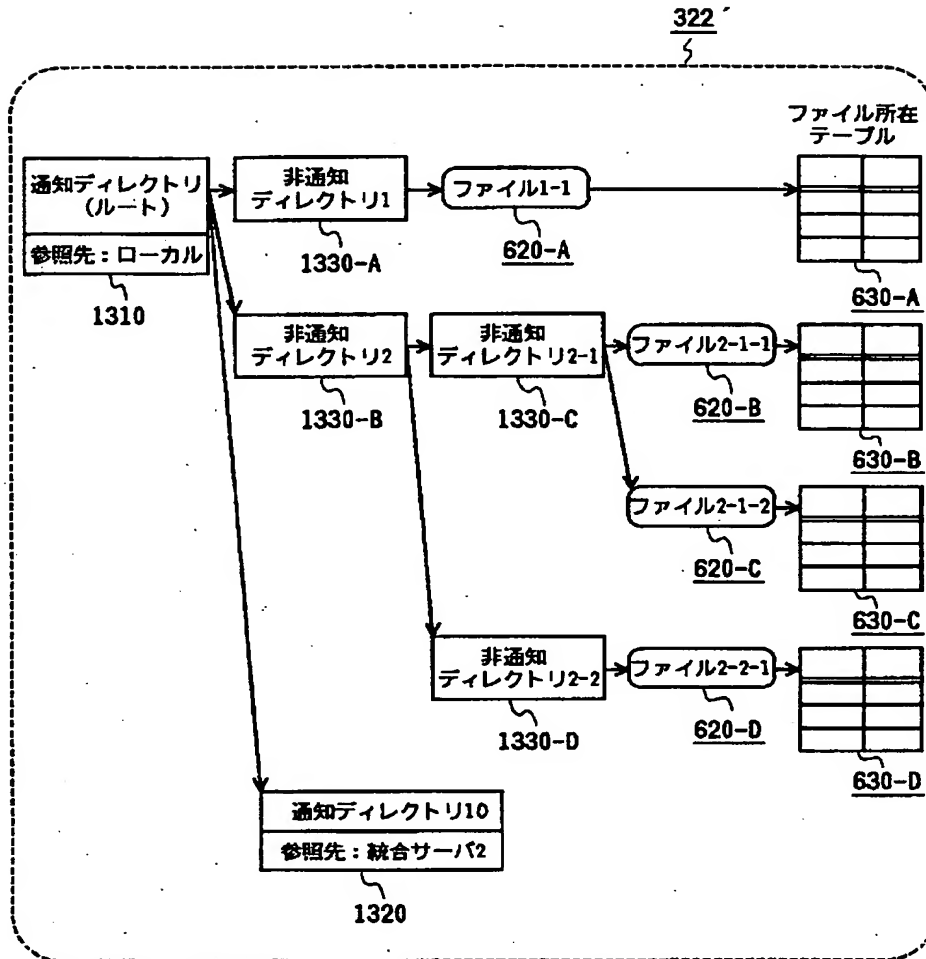 322′
ファイル所在
テーブル
通知ディレクトリ
(ルート)
参照先：ローカル
1310
非通知
ディレクトリ1
1330-A
ファイル1-1
620-A
630-A
非通知
ディレクトリ2
1330-B
非通知
ディレクトリ2-1
1330-C
ファイル2-1-1
620-B
630-B
ファイル2-1-2
620-C
630-C
非通知
ディレクトリ2-2
1330-D
ファイル2-2-1
620-D
630-D
通知ディレクトリ10
参照先：統合サーバ2
1320